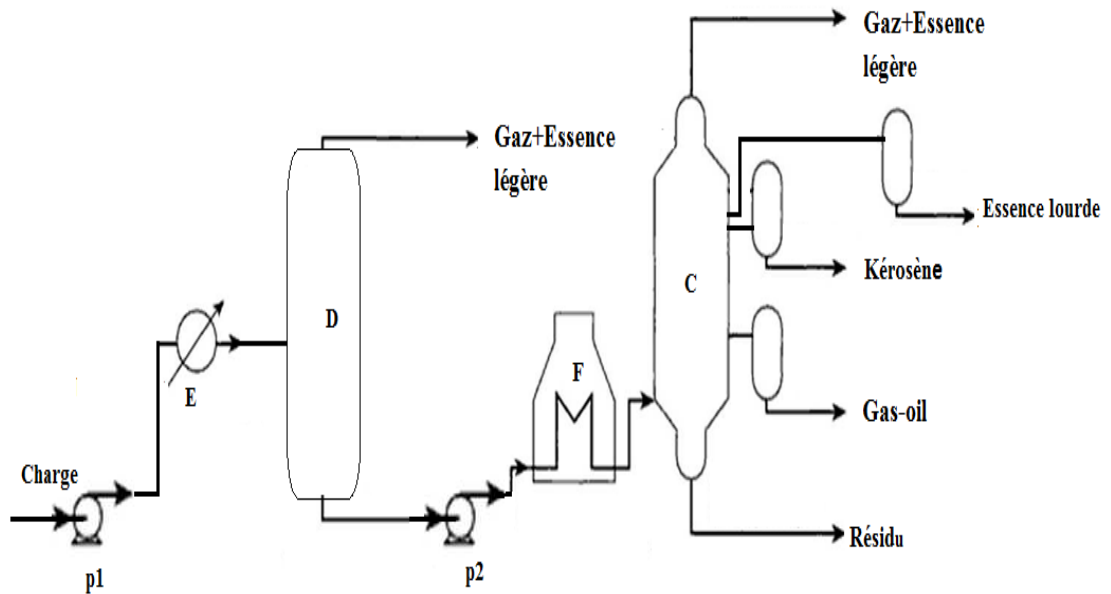 Gaz+Essence
légère
Gaz+Essence
légère
Essence lourde
Kérosène
C
D
E
F
Gas-oil
Charge
Résidu
p1
p2